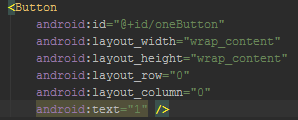 <Button
android:id="@+id/oneButton"
android:layout_width="wrap_content"
android:layout_height="wrap_content"
android:layout_row="0"
android:layout_column="0"
android:text="1" />